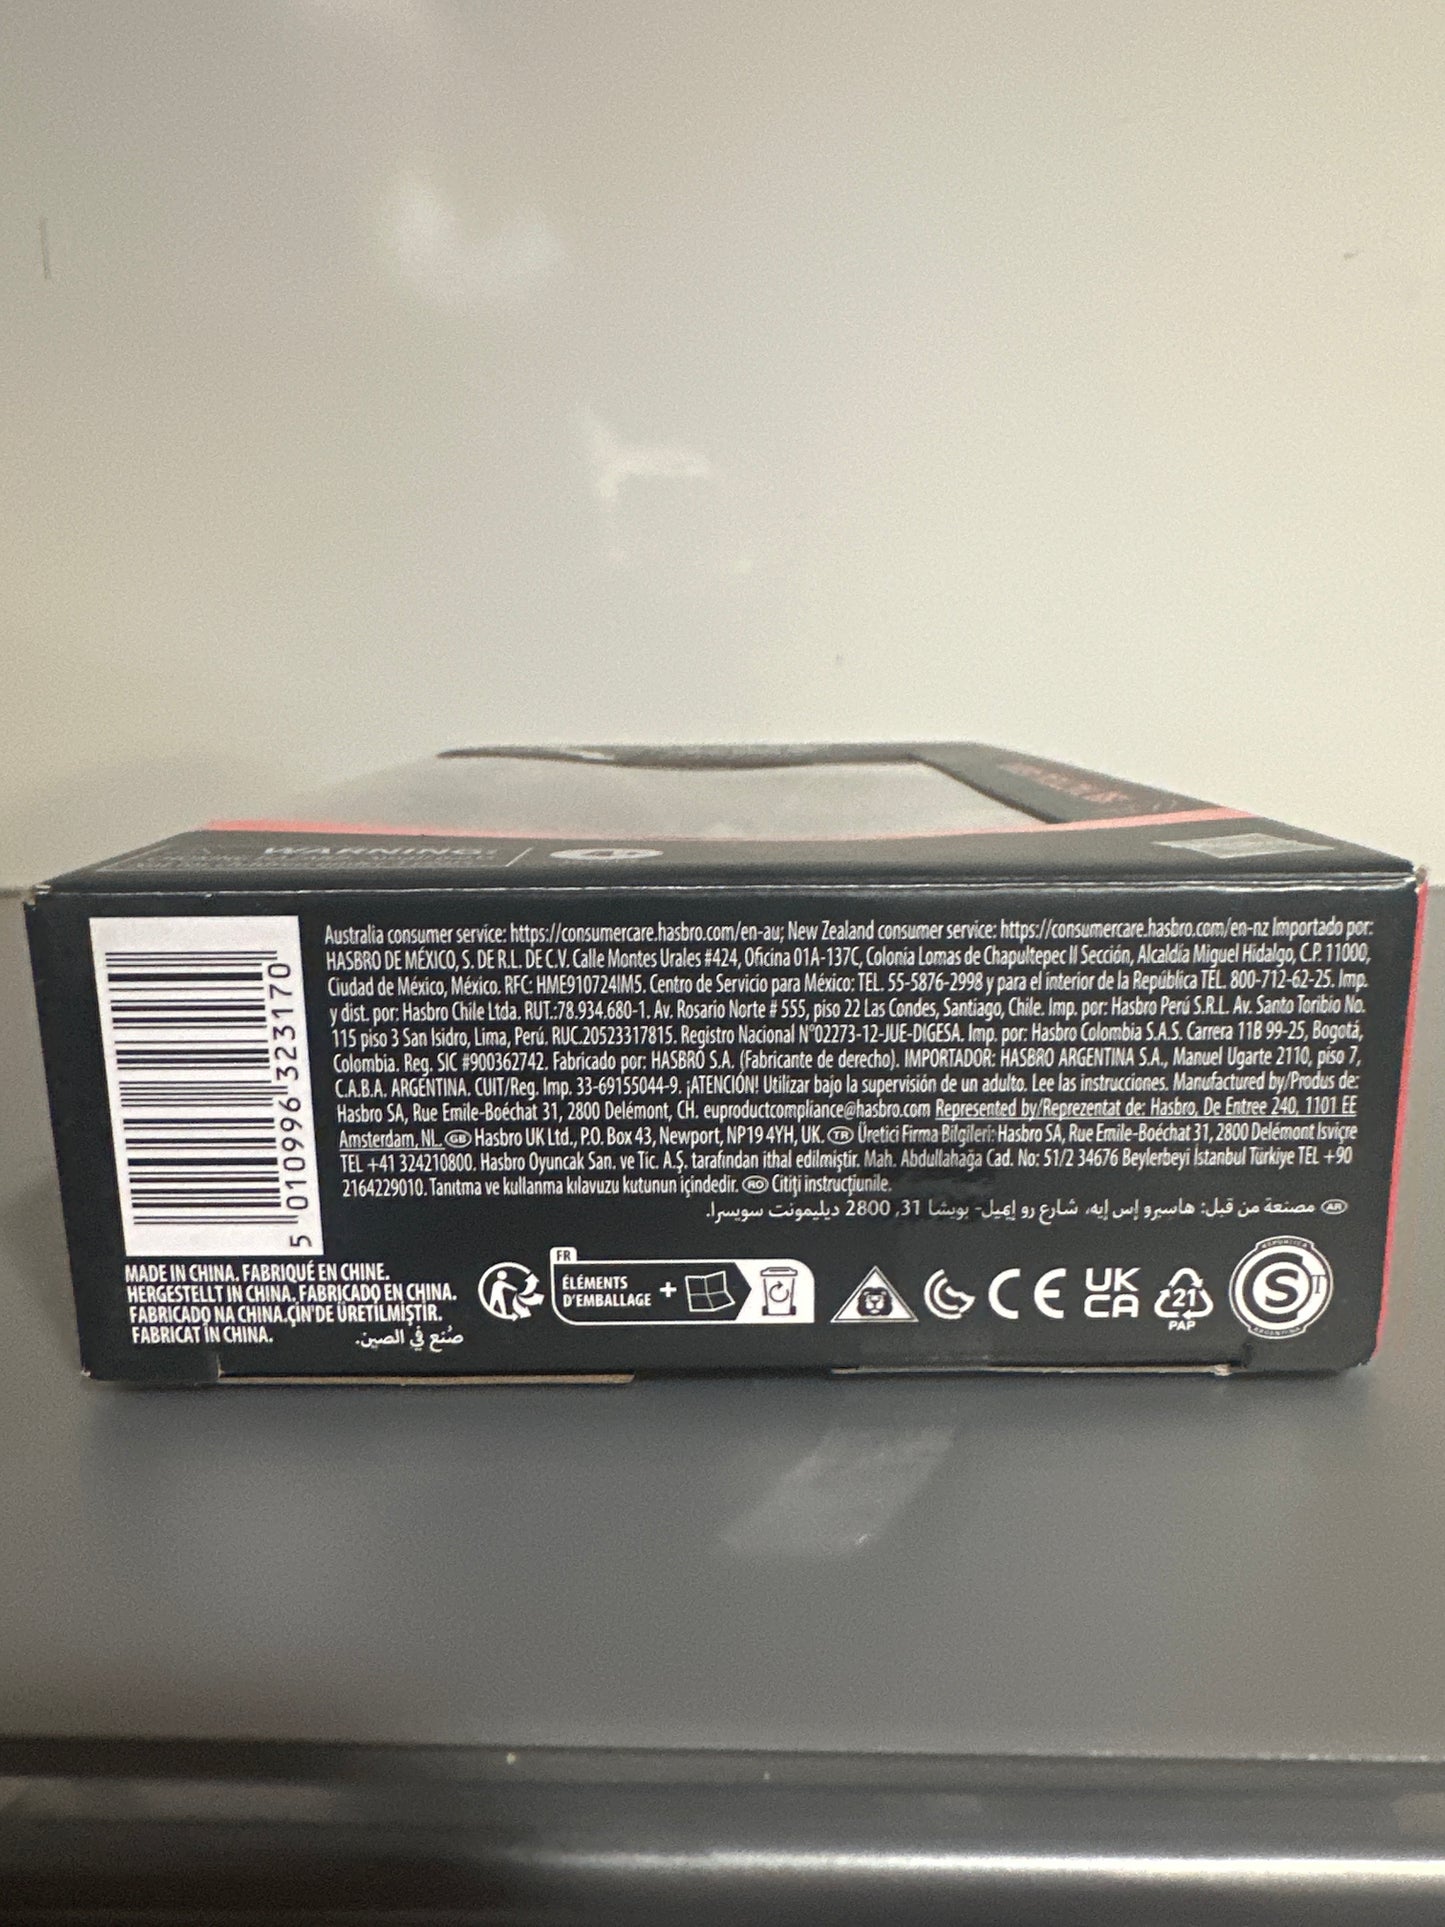 WARNING:
5 010996 323170
Australia consumer service: https://consumercare.hasbro.com/en-au; New Zealand consumer service: https://consumercare.hasbro.com/en-nz Importado por:
HASBRO DE MÉXICO, S. DE R.L. DE C.V. Calle Montes Urales #424, Oficina 01A-137C, Colonia Lomas de Chapultepec II Sección, Alcaldía Miguel Hidalgo, C.P. 11000,
Ciudad de México, México. RFC: HME910724IM5. Centro de Servicio para México: TEL. 55-5876-2998 y para el interior de la República TEL. 800-712-62-25. Imp.
y dist. por: Hasbro Chile Ltda. RUT.:78.934.680-1. Av. Rosario Norte # 555, piso 22 Las Condes, Santiago, Chile. Imp. por: Hasbro Perú S.R.L. Av. Santo Toribio No.
115 piso 3 San Isidro, Lima, Perú. RUC.20523317815. Registro Nacional N°02273-12-JUE-DIGESA. Imp. por: Hasbro Colombia S.A.S. Carrera 11B 99-25, Bogotá,
Colombia. Reg. SIC #900362742. Fabricado por: HASBRO S.A. (Fabricante de derecho). IMPORTADOR: HASBRO ARGENTINA S.A., Manuel Ugarte 2110, piso 7,
C.A.B.A. ARGENTINA. CUIT/Reg. Imp. 33-69155044-9. ¡ATENCIÓN! Utilizar bajo la supervisión de un adulto. Lee las instrucciones. Manufactured by/Produs de:
Hasbro SA, Rue Emile-Boéchat 31, 2800 Delémont, CH. euproductcompliance@hasbro.com Represented by/Reprezentat de: Hasbro, De Entree 240, 1101 EE
Amsterdam, NL. GB Hasbro UK Ltd., P.O. Box 43, Newport, NP19 4YH, UK. TR Üretici Firma Bilgileri: Hasbro SA, Rue Emile-Boéchat 31, 2800 Delémont Isviçre
TEL +41 324210800. Hasbro Oyuncak San. ve Tic. A.Ş. tarafından ithal edilmiştir. Mah. Abdullahağa Cad. No: 51/2 34676 Beylerbeyi İstanbul Türkiye TEL +90
2164229010. Tanıtma ve kullanma kılavuzu kutunun içindedir. RO Citiți instrucțiunile.
AR مصنعة من قبل: هاسبرو إس إيه، شارع رو إيميل- بويشا 31, 2800 ديليمونت سويسرا.
MADE IN CHINA. FABRIQUÉ EN CHINE.
HERGESTELLT IN CHINA. FABRICADO EN CHINA.
FABRICADO NA CHINA.ÇİN'DE ÜRETİLMİŞTİR.
FABRICAT ÎN CHINA.
صُنع في الصين.
FR
ÉLÉMENTS
D'EMBALLAGE +
CE
UK
CA
21
PAP
REPUBLICA
S
T
ARGENTINA